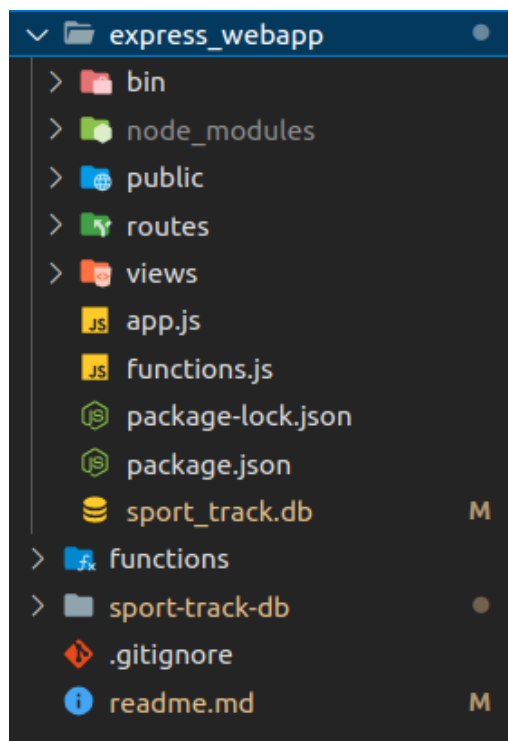 express_webapp
bin
node_modules
public
routes
views
JS app.js
JS functions.js
package-lock.json
package.json
sport_track.db M
functions
sport-track-db
.gitignore
readme.md M